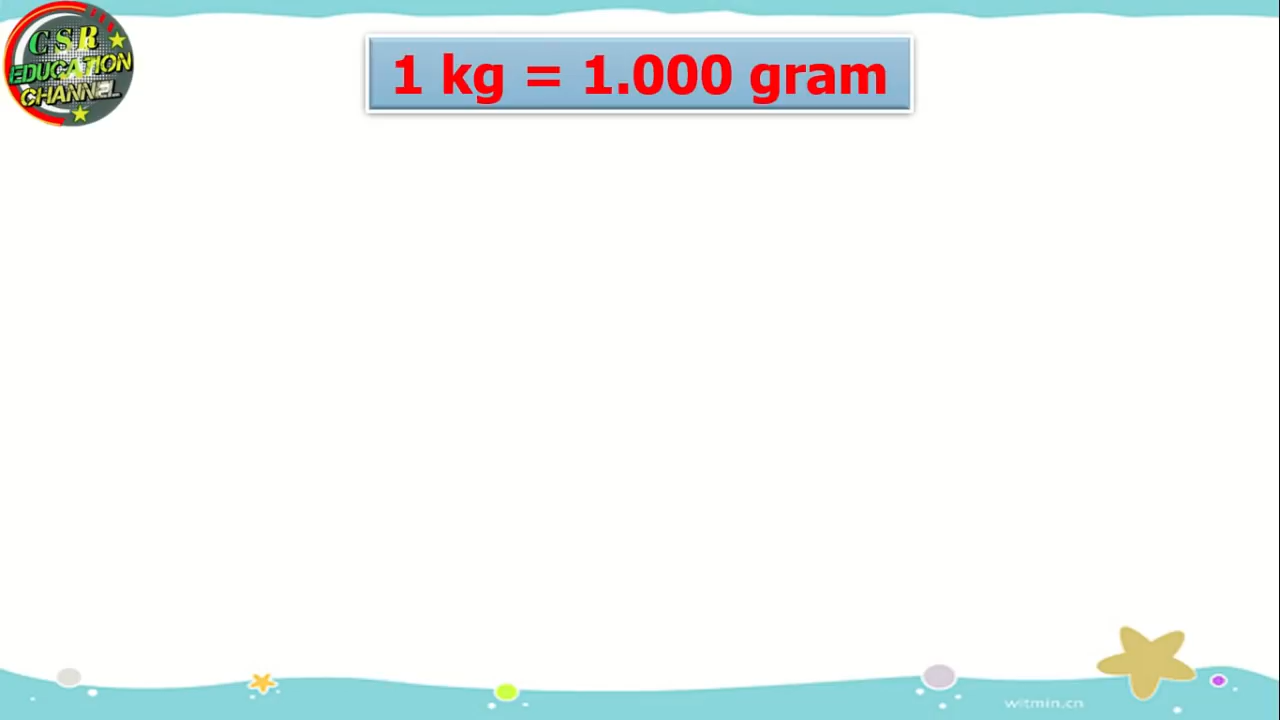 CSR
EDUCATION
CHANNEL
1 kg = 1.000 gram
witmin.cn